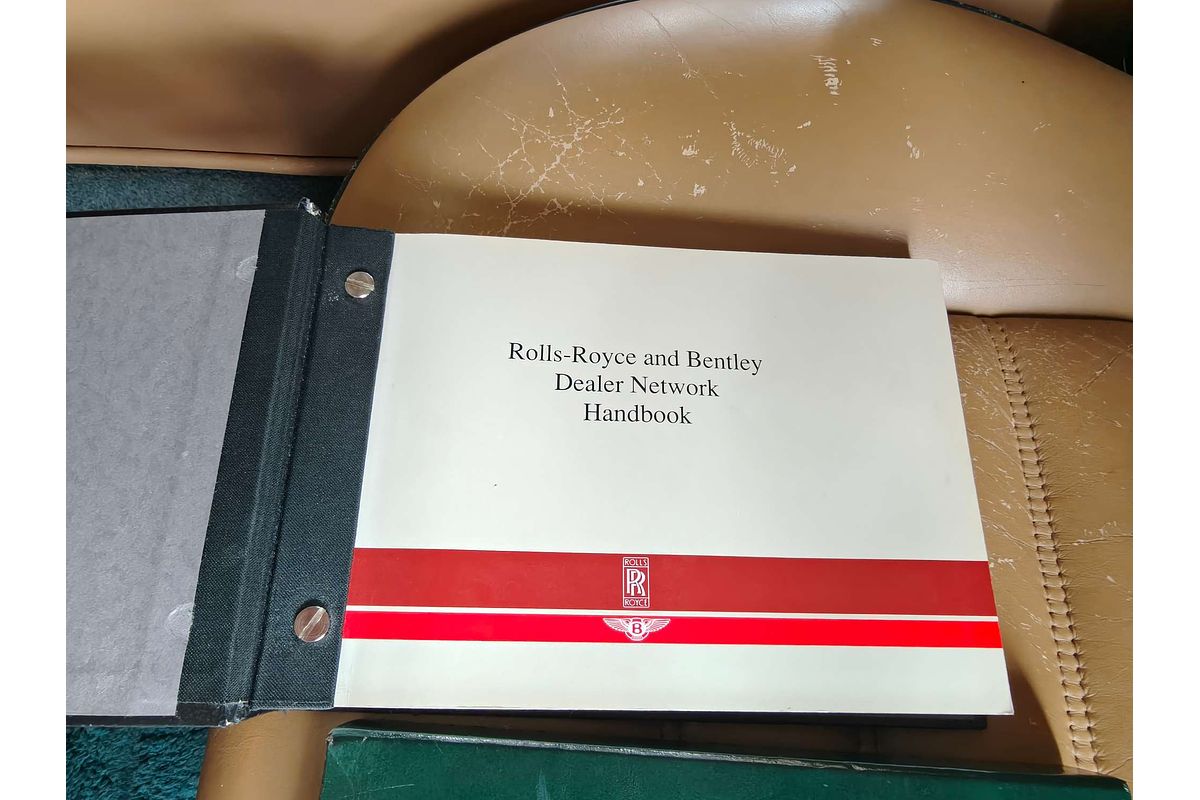 Rolls-Royce and Bentley
Dealer Network
Handbook
ROLLS
RR
ROYCE
B